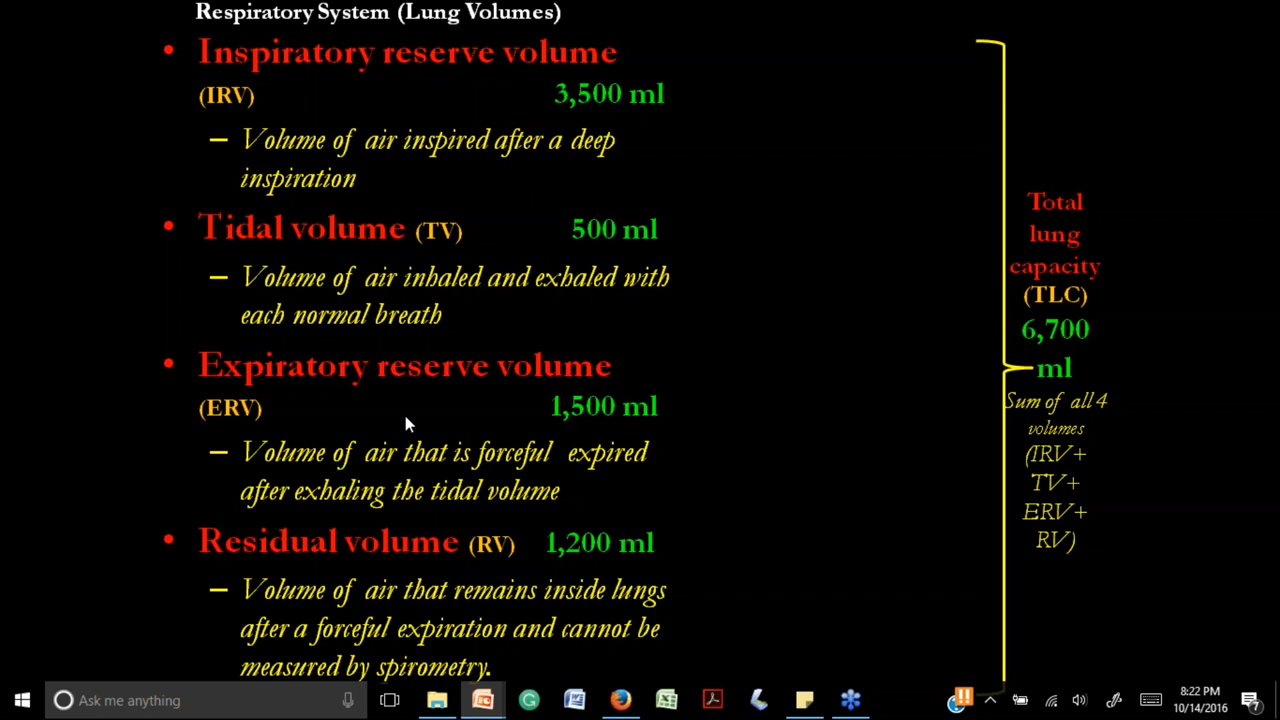 Respiratory System (Lung Volumes)
• Inspiratory reserve volume
(IRV) 3,500 ml
– Volume of air inspired after a deep
inspiration
• Tidal volume (TV) 500 ml
– Volume of air inhaled and exhaled with
each normal breath
• Expiratory reserve volume
(ERV) 1,500 ml
– Volume of air that is forceful expired
after exhaling the tidal volume
• Residual volume (RV) 1,200 ml
– Volume of air that remains inside lungs
after a forceful expiration and cannot be
measured by spirometry.
Total
lung
capacity
(TLC)
6,700
ml
Sum of all 4
volumes
(IRV+
TV+
ERV+
RV)
Ask me anything
8:22 PM
10/14/2016
7